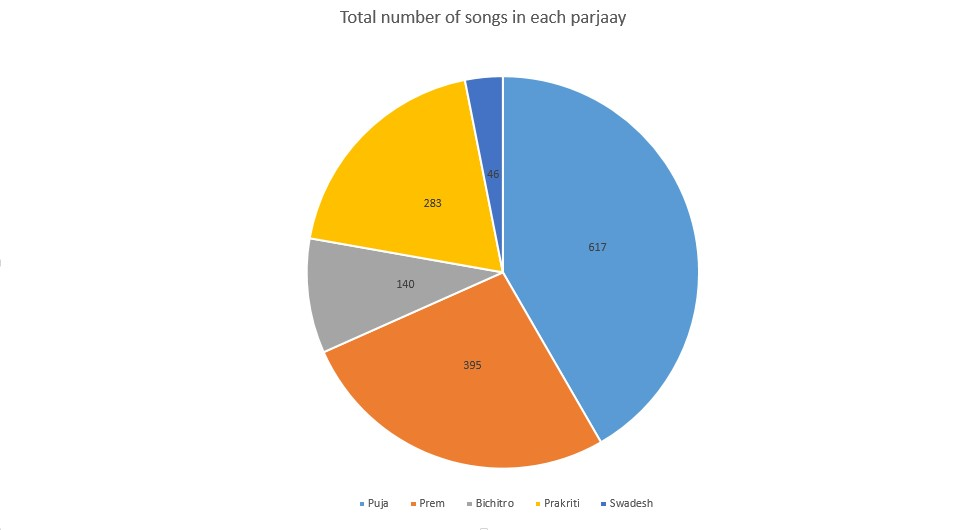 Total number of songs in each parjaay
46
283
617
140
395
Puja Prem Bichitro Prakriti Swadesh